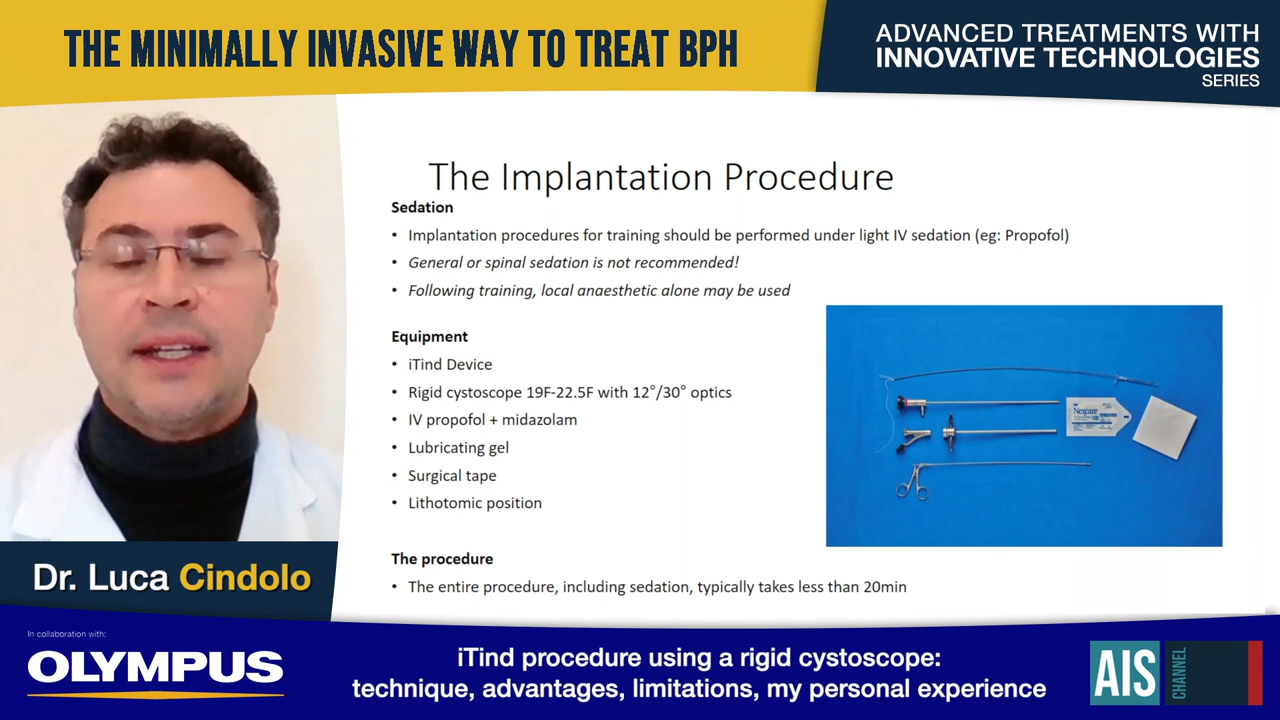 THE MINIMALLY INVASIVE WAY TO TREAT BPH
ADVANCED TREATMENTS WITH
INNOVATIVE TECHNOLOGIES
SERIES
The Implantation Procedure
Sedation
• Implantation procedures for training should be performed under light IV sedation (eg: Propofol)
• General or spinal sedation is not recommended!
• Following training, local anaesthetic alone may be used
Equipment
• iTind Device
• Rigid cystoscope 19F-22.5F with 12°/30° optics
• IV propofol + midazolam
• Lubricating gel
• Surgical tape
• Lithotomic position
Nexcare
The procedure
• The entire procedure, including sedation, typically takes less than 20min
Dr. Luca Cindolo
In collaboration with:
OLYMPUS
iTind procedure using a rigid cystoscope:
technique, advantages, limitations, my personal experience
AIS
CHANNEL